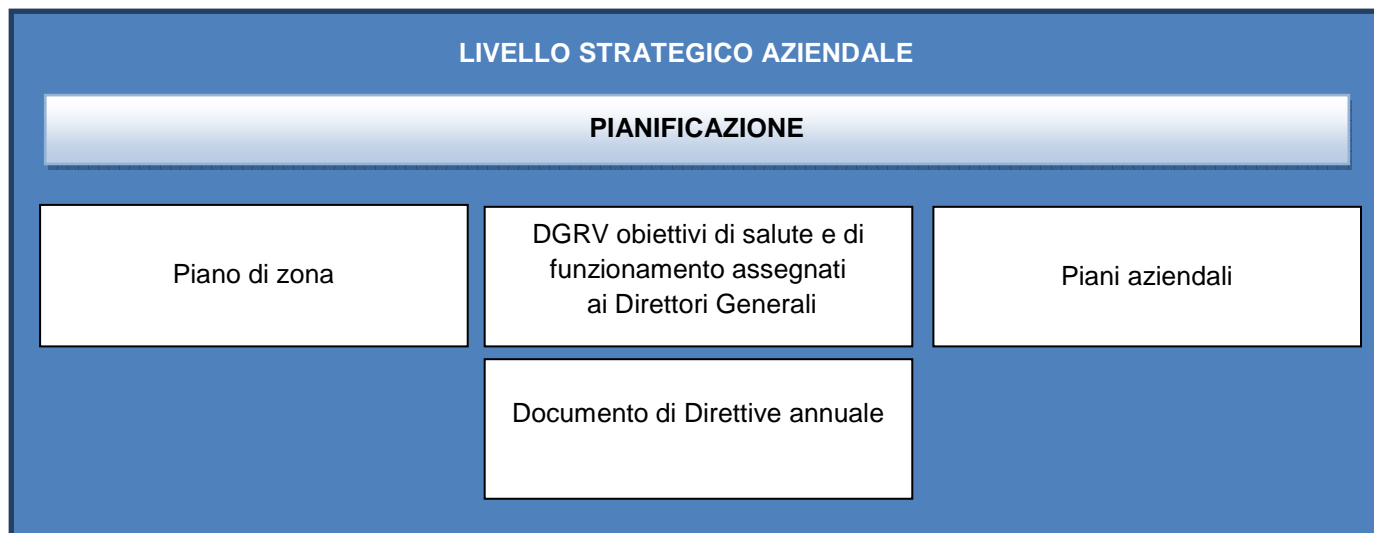 LIVELLO STRATEGICO AZIENDALE
PIANIFICAZIONE
Piano di zona
DGRV obiettivi di salute e di
funzionamento assegnati
ai Direttori Generali
Piani aziendali
Documento di Direttive annuale